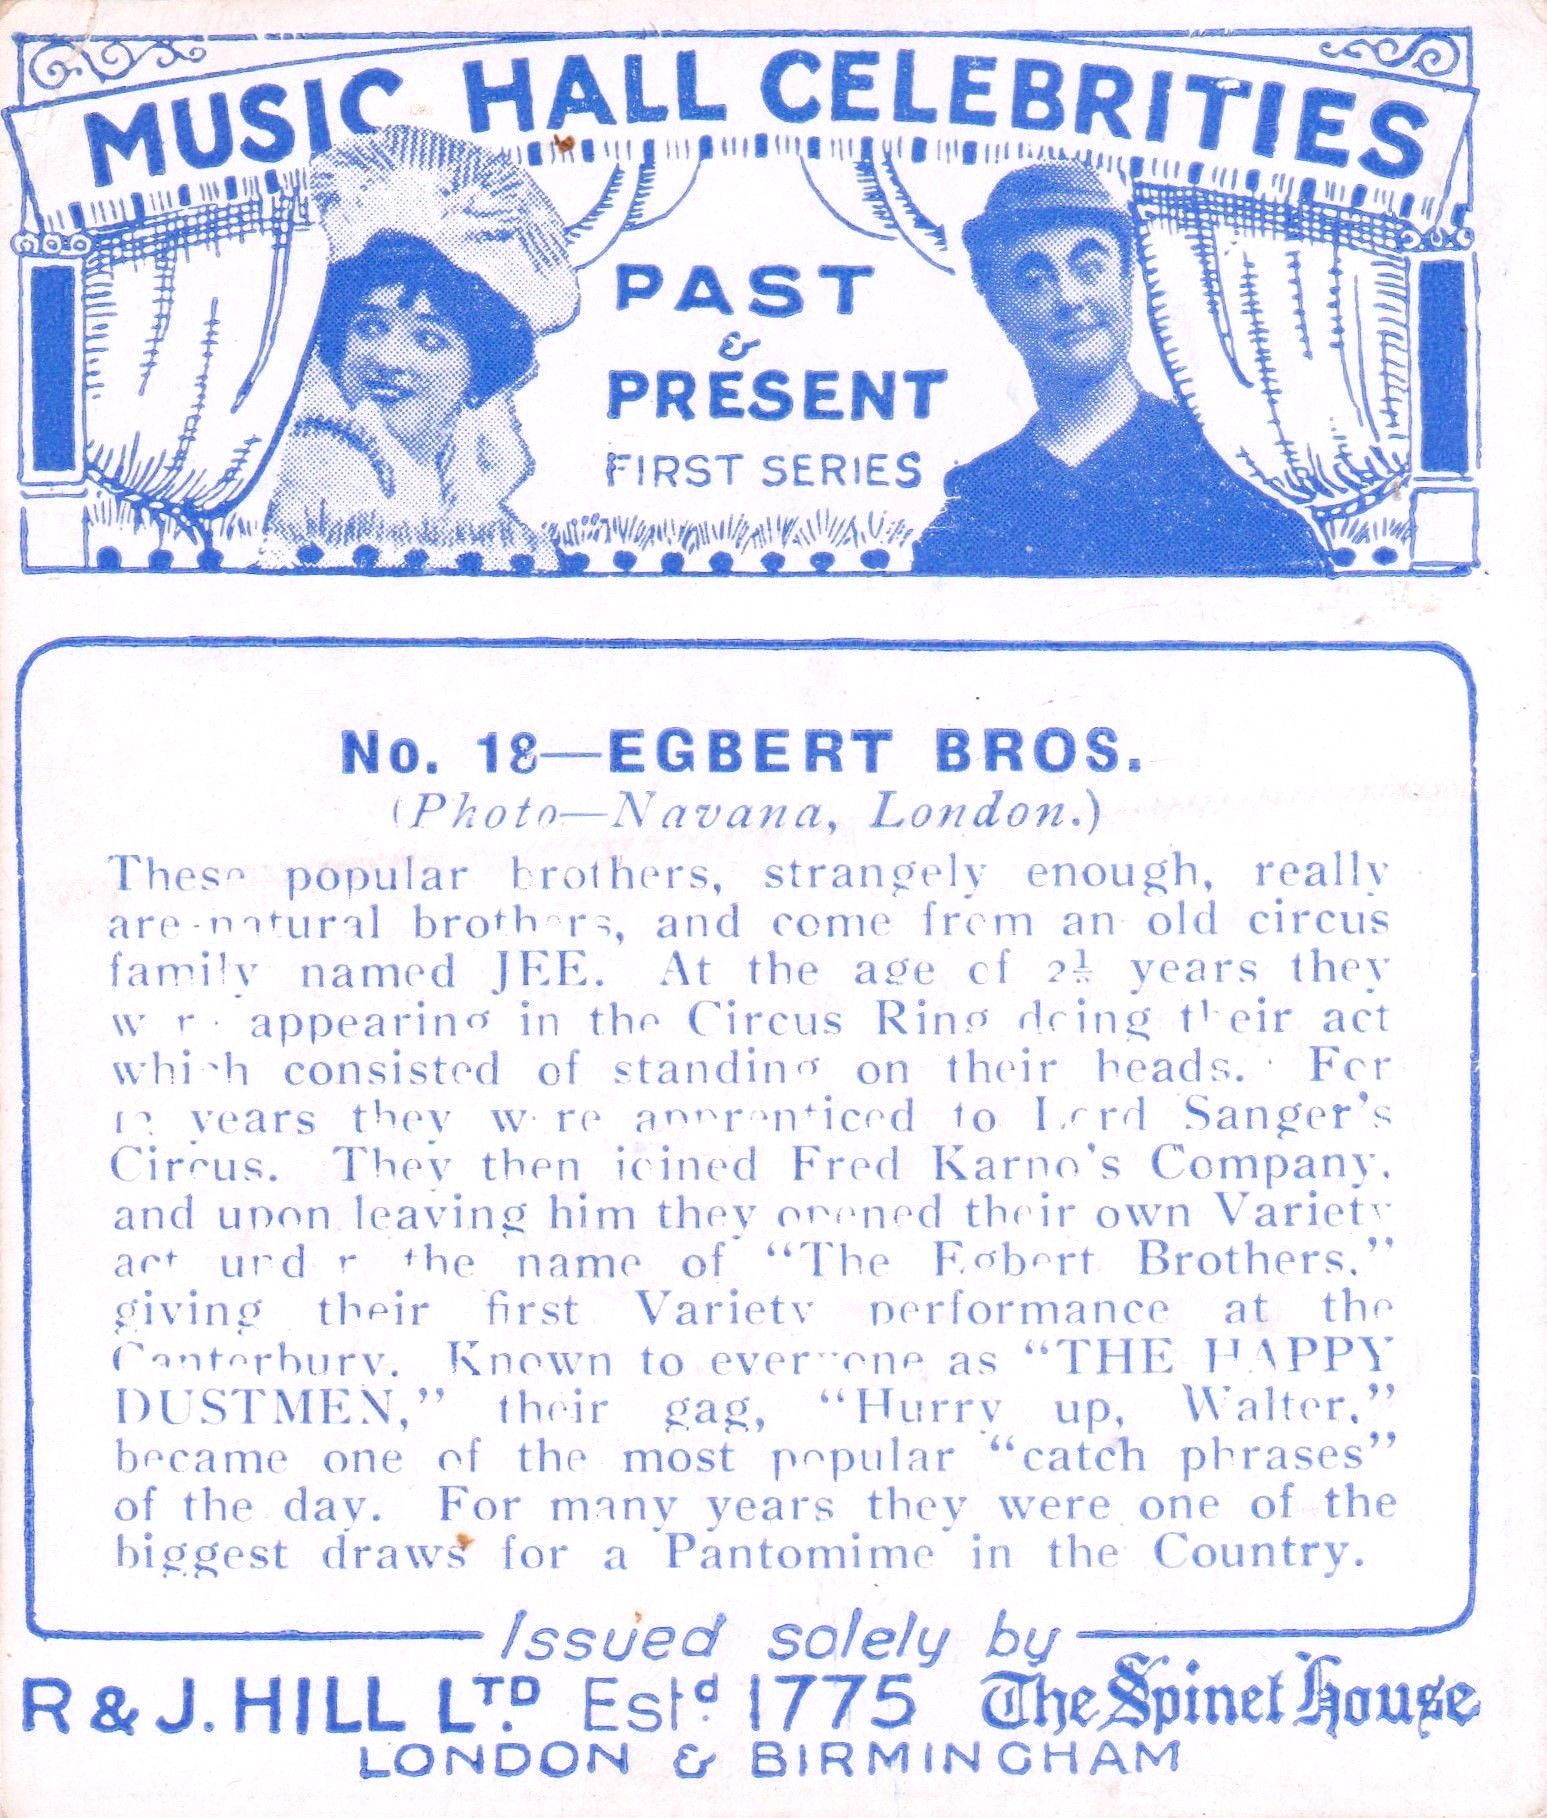 MUSIC HALL CELEBRITIES
PAST
&
PRESENT
FIRST SERIES
No. 18—EGBERT BROS.
(Photo—Navana, London.)
These popular brothers, strangely enough, really
are natural brothers, and come from an old circus
family named JEE. At the age of 2½ years they
were appearing in the Circus Ring doing their act
which consisted of standing on their heads. For
years they were apprenticed to Lord Sanger's
Circus. They then joined Fred Karno's Company,
and upon leaving him they opened their own Variety
act under the name of "The Egbert Brothers,"
giving their first Variety performance at the
Canterbury. Known to everyone as "THE HAPPY
DUSTMEN," their gag, "Hurry up, Walter,"
became one of the most popular "catch phrases"
of the day. For many years they were one of the
biggest draws for a Pantomime in the Country.
Issued solely by
R & J. HILL LTD. Estd. 1775 The Spinet House
LONDON & BIRMINGHAM